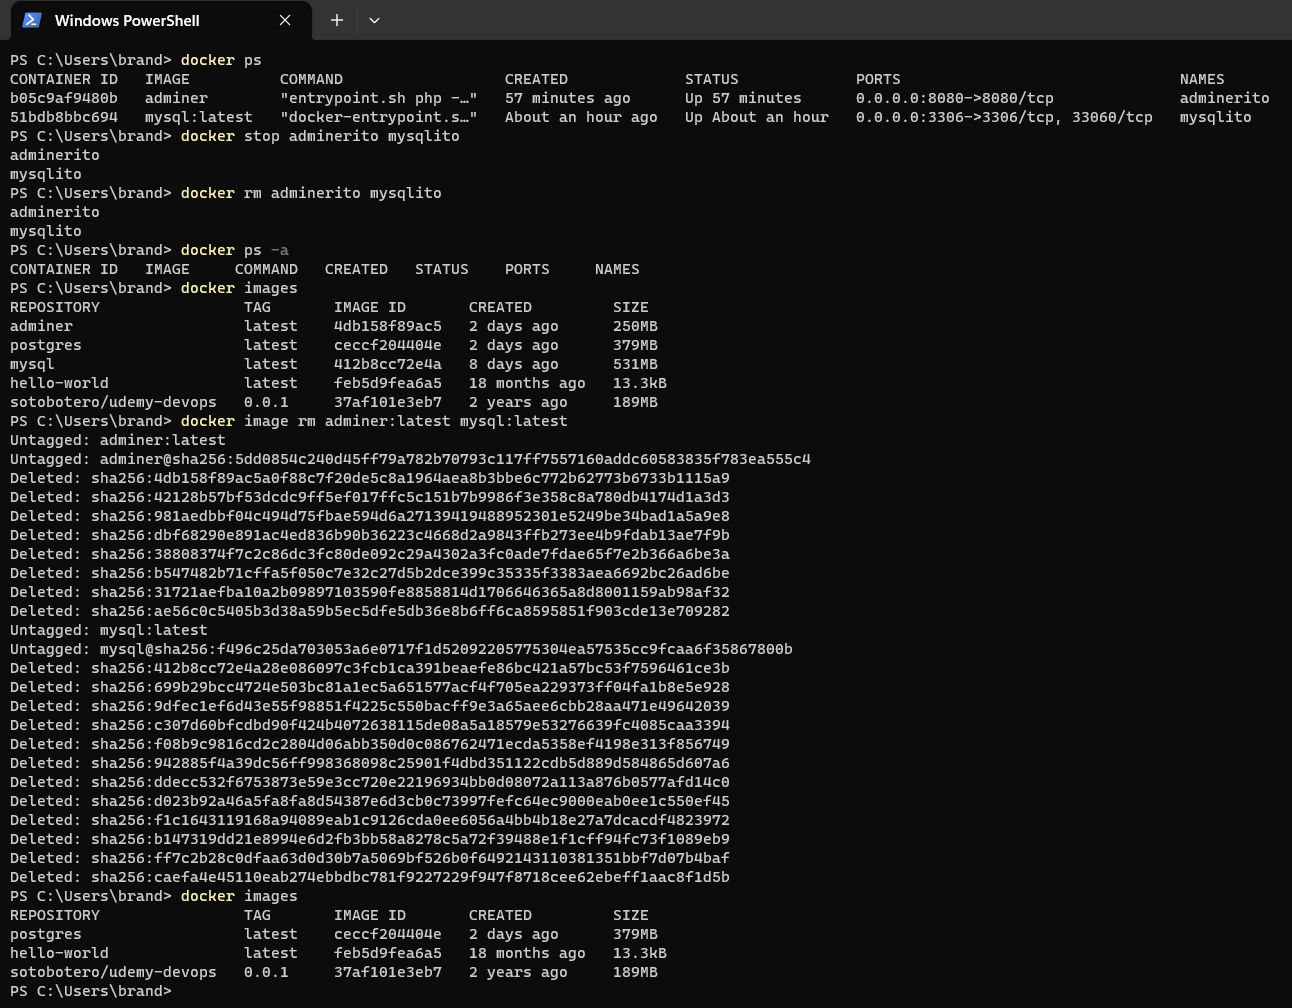 Windows PowerShell
PS C:\Users\brand> docker ps
CONTAINER ID   IMAGE          COMMAND                  CREATED             STATUS             PORTS                               NAMES
b05c9af9480b   adminer        "entrypoint.sh php -…"   57 minutes ago      Up 57 minutes      0.0.0.0:8080->8080/tcp              adminerito
51bdb8bbc694   mysql:latest   "docker-entrypoint.s…"   About an hour ago   Up About an hour   0.0.0.0:3306->3306/tcp, 33060/tcp   mysqlito
PS C:\Users\brand> docker stop adminerito mysqlito
adminerito
mysqlito
PS C:\Users\brand> docker rm adminerito mysqlito
adminerito
mysqlito
PS C:\Users\brand> docker ps -a
CONTAINER ID   IMAGE     COMMAND   CREATED   STATUS    PORTS     NAMES
PS C:\Users\brand> docker images
REPOSITORY                TAG       IMAGE ID       CREATED         SIZE
adminer                   latest    4db158f89ac5   2 days ago      250MB
postgres                  latest    ceccf204404e   2 days ago      379MB
mysql                     latest    412b8cc72e4a   8 days ago      531MB
hello-world               latest    feb5d9fea6a5   18 months ago   13.3kB
sotobotero/udemy-devops   0.0.1     37af101e3eb7   2 years ago     189MB
PS C:\Users\brand> docker image rm adminer:latest mysql:latest
Untagged: adminer:latest
Untagged: adminer@sha256:5dd0854c240d45ff79a782b70793c117ff7557160addc60583835f783ea555c4
Deleted: sha256:4db158f89ac5a0f88c7f20de5c8a1964aea8b3bbe6c772b62773b6733b1115a9
Deleted: sha256:42128b57bf53dcdc9ff5ef017ffc5c151b7b9986f3e358c8a780db4174d1a3d3
Deleted: sha256:981aedbbf04c494d75fbae594d6a27139419488952301e5249be34bad1a5a9e8
Deleted: sha256:dbf68290e891ac4ed836b90b36223c4668d2a9843ffb273ee4b9fdab13ae7f9b
Deleted: sha256:38808374f7c2c86dc3fc80de092c29a4302a3fc0ade7fdae65f7e2b366a6be3a
Deleted: sha256:b547482b71cffa5f050c7e32c27d5b2dce399c35335f3383aea6692bc26ad6be
Deleted: sha256:31721aefba10a2b09897103590fe8858814d1706646365a8d8001159ab98af32
Deleted: sha256:ae56c0c5405b3d38a59b5ec5dfe5db36e8b6ff6ca8595851f903cde13e709282
Untagged: mysql:latest
Untagged: mysql@sha256:f496c25da703053a6e0717f1d52092205775304ea57535cc9fcaa6f35867800b
Deleted: sha256:412b8cc72e4a28e086097c3fcb1ca391beaefe86bc421a57bc53f7596461ce3b
Deleted: sha256:699b29bcc4724e503bc81a1ec5a651577acf4f705ea229373ff04fa1b8e5e928
Deleted: sha256:9dfec1ef6d43e55f98851f4225c550bacff9e3a65aee6cbb28aa471e49642039
Deleted: sha256:c307d60bfcdbd90f424b4072638115de08a5a18579e53276639fc4085caa3394
Deleted: sha256:f08b9c9816cd2c2804d06abb350d0c086762471ecda5358ef4198e313f856749
Deleted: sha256:942885f4a39dc56ff998368098c25901f4dbd351122cdb5d889d584865d607a6
Deleted: sha256:ddecc532f6753873e59e3cc720e22196934bb0d08072a113a876b0577afd14c0
Deleted: sha256:d023b92a46a5fa8fa8d54387e6d3cb0c73997fefc64ec9000eab0ee1c550ef45
Deleted: sha256:f1c1643119168a94089eab1c9126cda0ee6056a4bb4b18e27a7dcacdf4823972
Deleted: sha256:b147319dd21e8994e6d2fb3bb58a8278c5a72f39488e1f1cff94fc73f1089eb9
Deleted: sha256:ff7c2b28c0dfaa63d0d30b7a5069bf526b0f6492143110381351bbf7d07b4baf
Deleted: sha256:caefa4e45110eab274ebbdbc781f9227229f947f8718cee62ebeff1aac8f1d5b
PS C:\Users\brand> docker images
REPOSITORY                TAG       IMAGE ID       CREATED         SIZE
postgres                  latest    ceccf204404e   2 days ago      379MB
hello-world               latest    feb5d9fea6a5   18 months ago   13.3kB
sotobotero/udemy-devops   0.0.1     37af101e3eb7   2 years ago     189MB
PS C:\Users\brand>